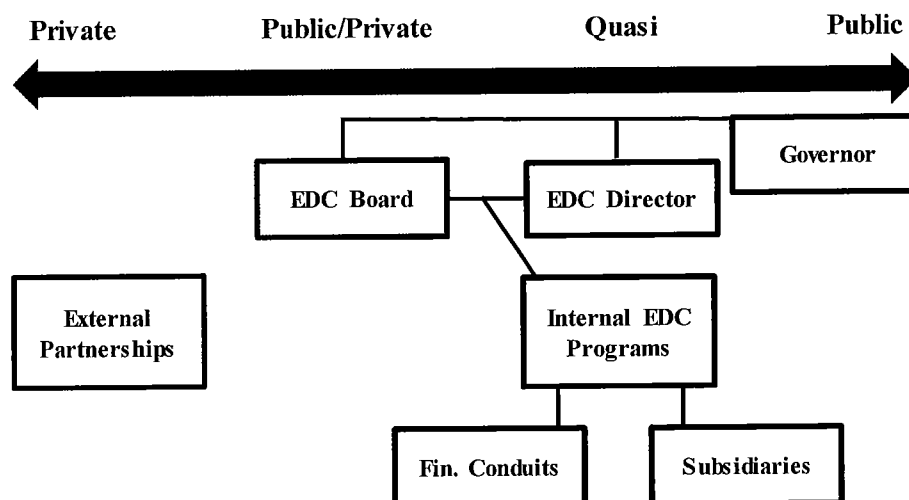 Private Public/Private Quasi Public
Governor
EDC Board EDC Director
External
Partnerships
Internal EDC
Programs
Fin. Conduits Subsidiaries